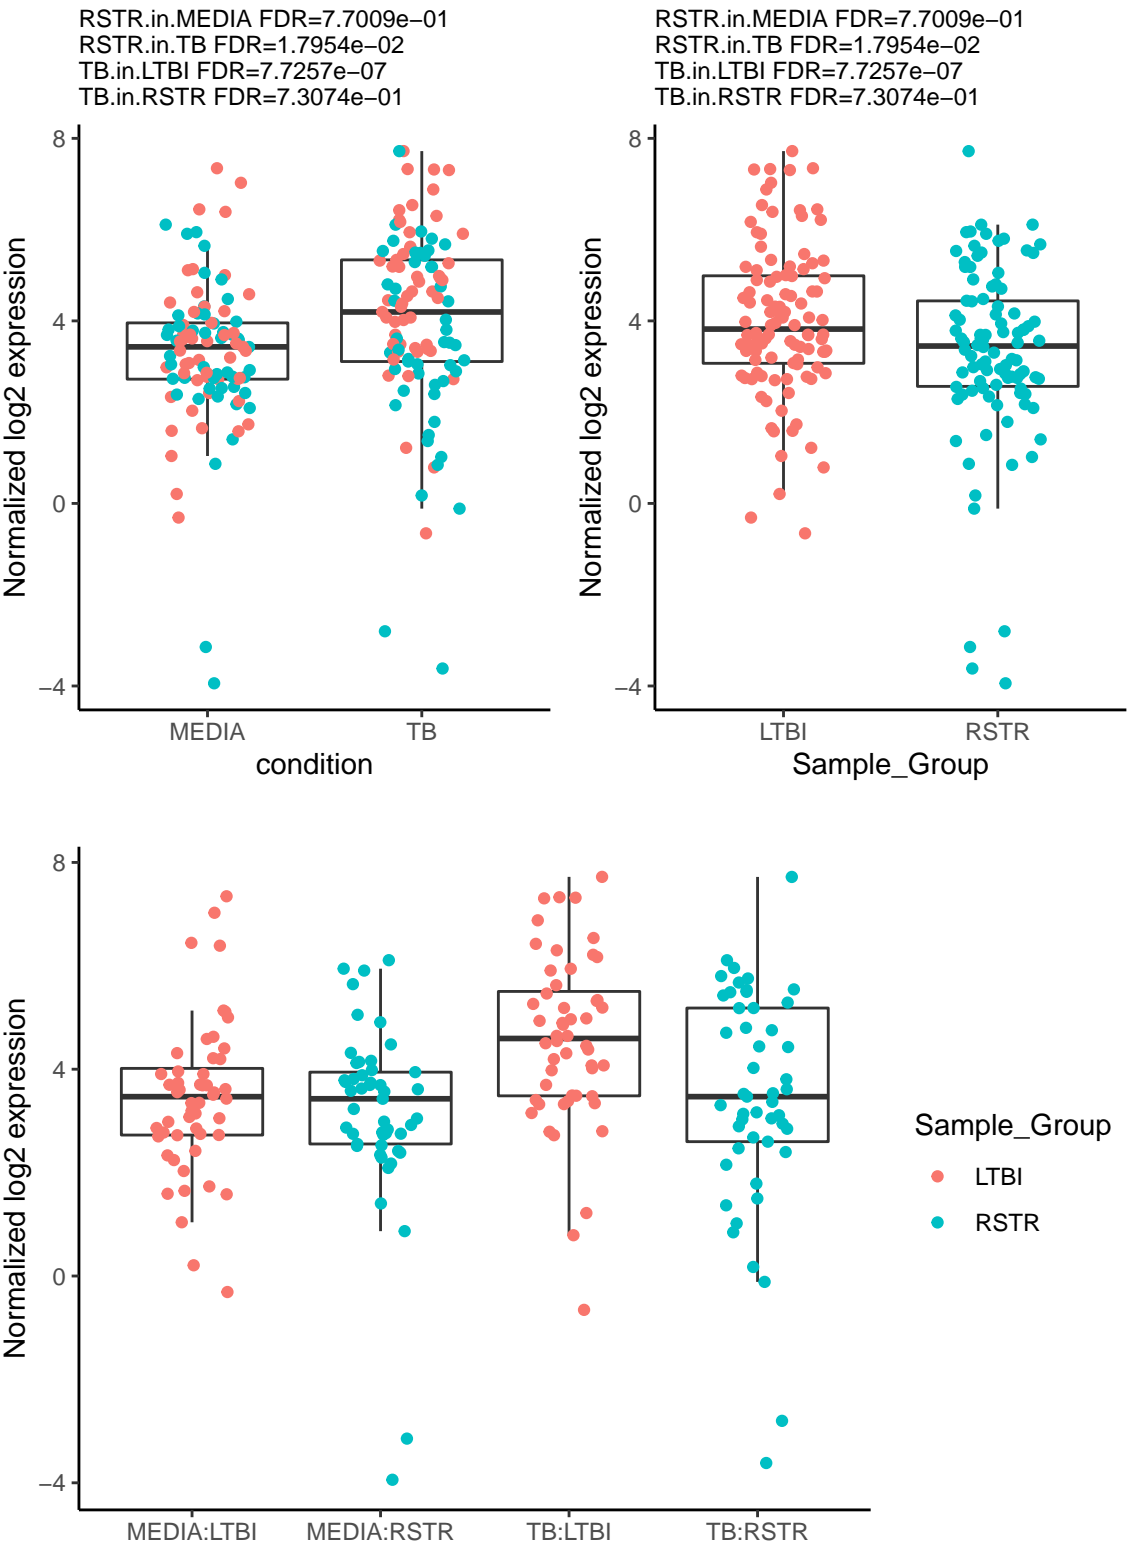 RSTR.in.MEDIA FDR=7.7009e−01
RSTR.in.TB FDR=1.7954e−02
TB.in.LTBI FDR=7.7257e−07
TB.in.RSTR FDR=7.3074e−01
Normalized log2 expression
8
4
0
−4
MEDIA
TB
condition
RSTR.in.MEDIA FDR=7.7009e−01
RSTR.in.TB FDR=1.7954e−02
TB.in.LTBI FDR=7.7257e−07
TB.in.RSTR FDR=7.3074e−01
Normalized log2 expression
8
4
0
−4
LTBI
RSTR
Sample_Group
Normalized log2 expression
8
4
0
−4
MEDIA:LTBI
MEDIA:RSTR
TB:LTBI
TB:RSTR
Sample_Group
LTBI
RSTR